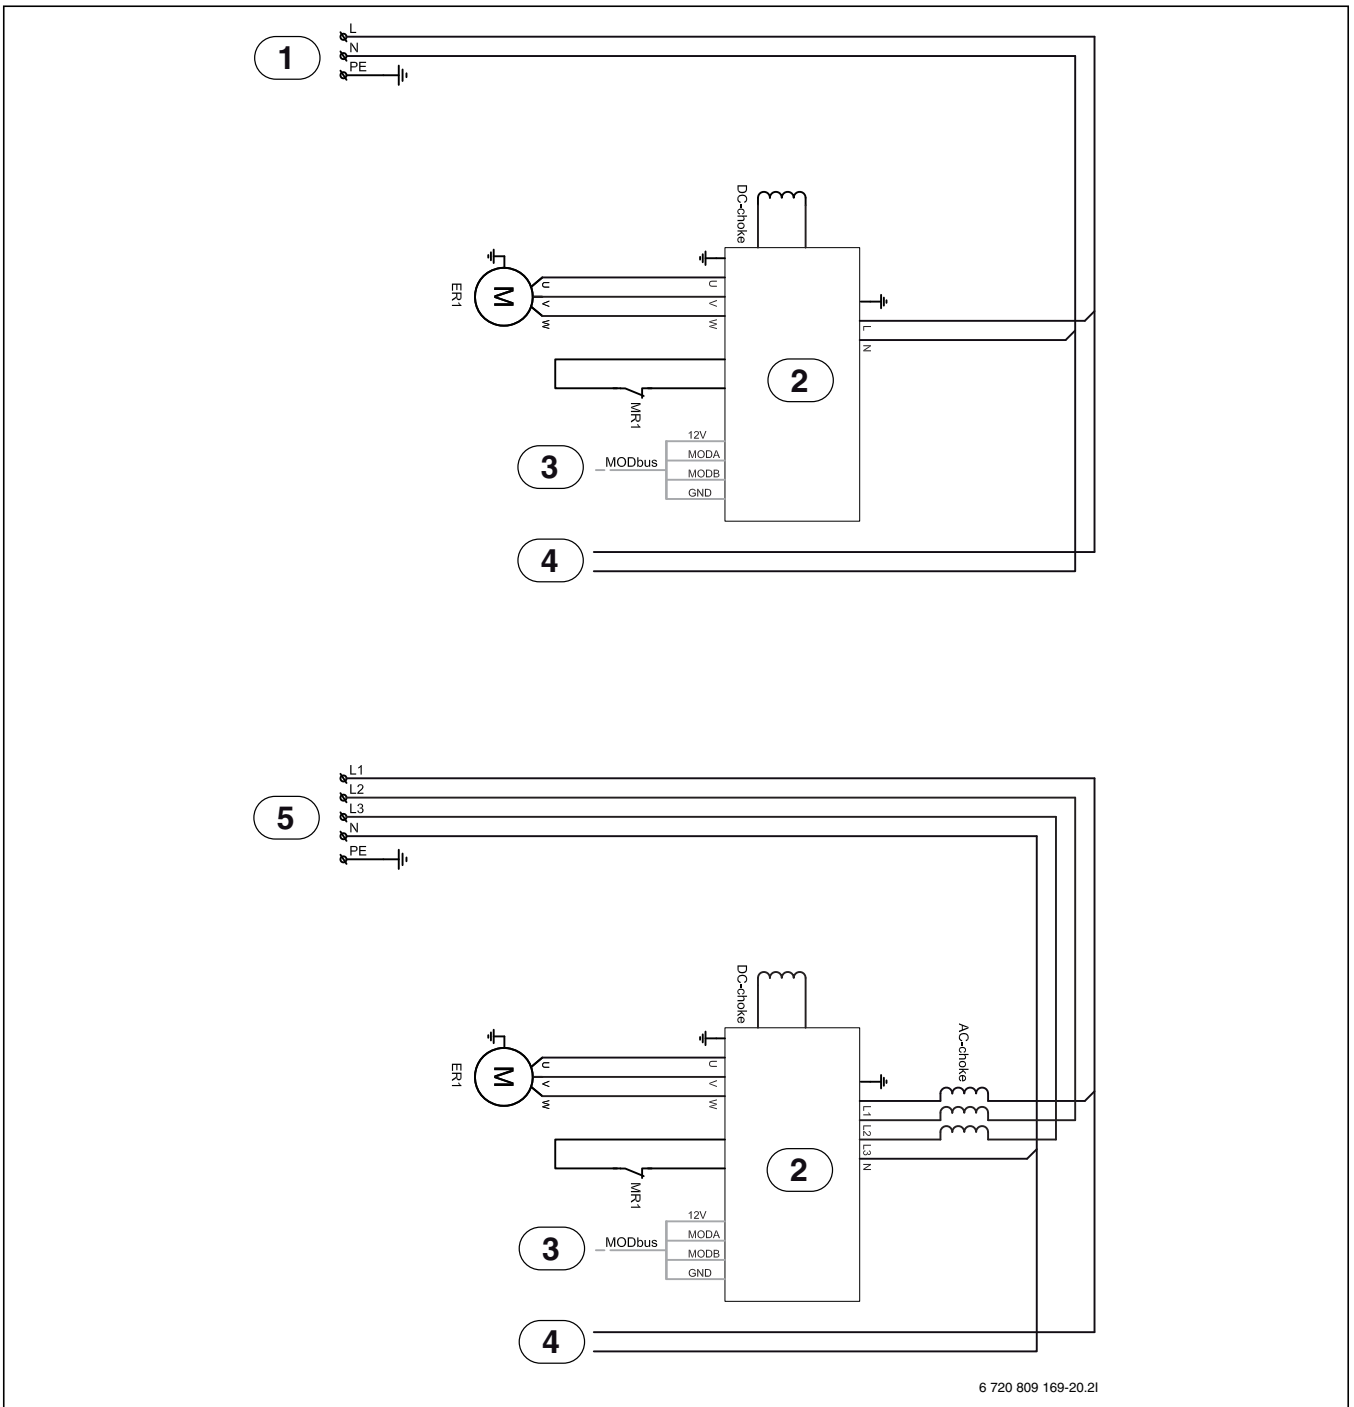 1
L
N
PE
DC-choke
ER1
M
U
V
W
U
V
W
L
N
2
MR1
3
MODbus
12V
MODA
MODB
GND
4
5
L1
L2
L3
N
PE
DC-choke
AC-choke
ER1
M
U
V
W
U
V
W
L1
L2
L3
N
2
MR1
3
MODbus
12V
MODA
MODB
GND
4
6 720 809 169-20.2I